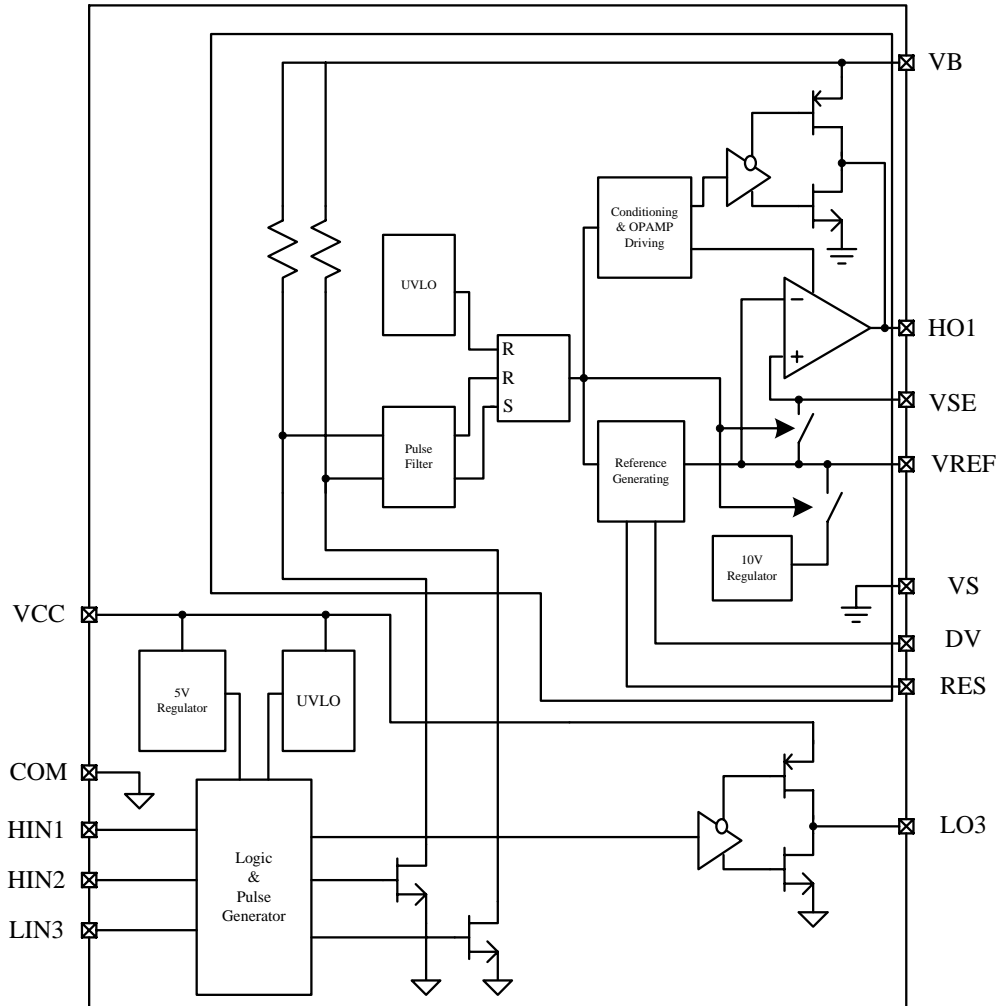 VB
Conditioning
& OPAMP
Driving
UVLO
−
HO1
R
R
S
+
VSE
Pulse
Filter
Reference
Generating
VREF
10V
Regulator
VS
VCC
DV
5V
Regulator
UVLO
RES
COM
HIN1
LO3
HIN2
Logic
&
Pulse
Generator
LIN3